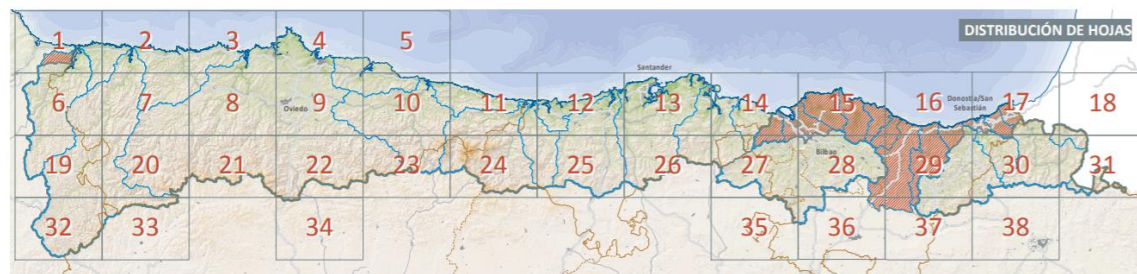 DISTRIBUCIÓN DE HOJAS
1 2 3 4 5
Santander
6 7 8 Oviedo 9 10 11 12 13 14 15 16 Donostia/San Sebastián 17 18
Bilbao
19 20 21 22 23 24 25 26 27 28 29 30 31
32 33 34 35 36 37 38